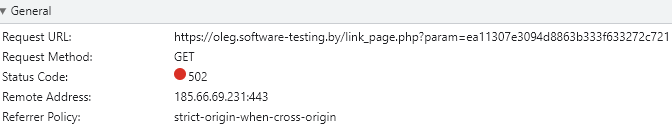 General
Request URL: https://oleg.software-testing.by/link_page.php?param=ea11307e3094d8863b333f633272c721
Request Method: GET
Status Code: 502
Remote Address: 185.66.69.231:443
Referrer Policy: strict-origin-when-cross-origin